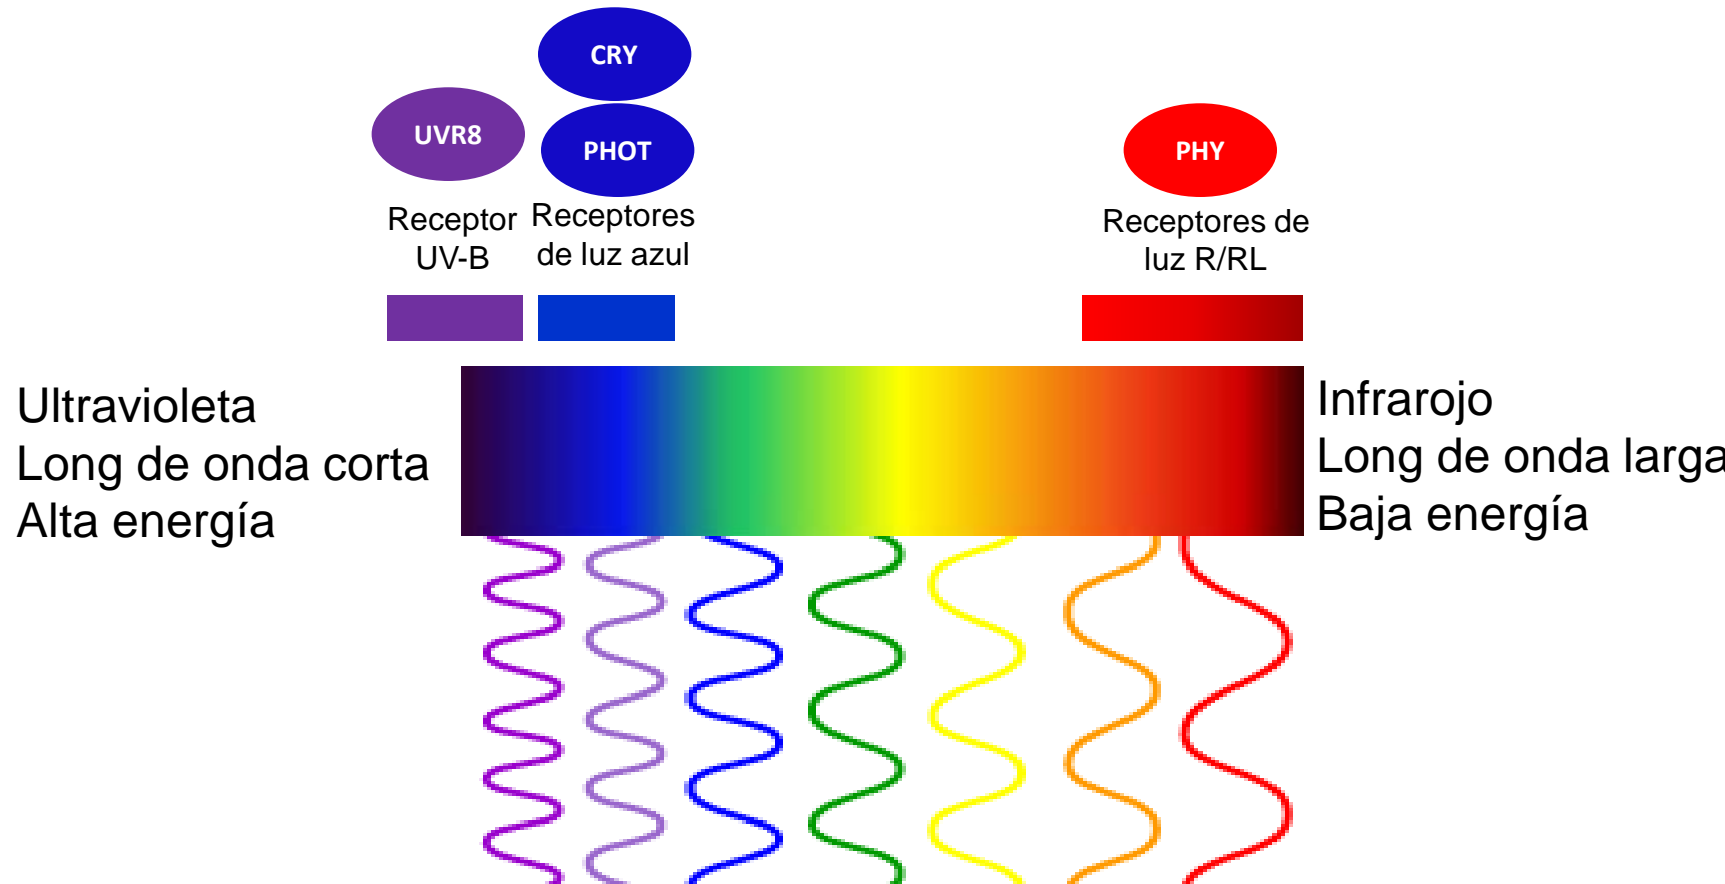 CRY
UVR8
PHOT
PHY
Receptor
UV-B
Receptores
de luz azul
Receptores de
luz R/RL
Ultravioleta
Long de onda corta
Alta energía
Infrarojo
Long de onda larga
Baja energía